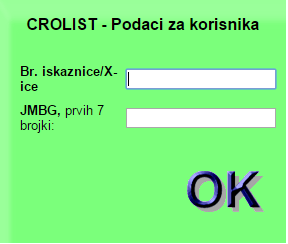 CROLIST - Podaci za korisnika
Br. iskaznice/X-
ice
JMBG, prvih 7
brojki:
OK